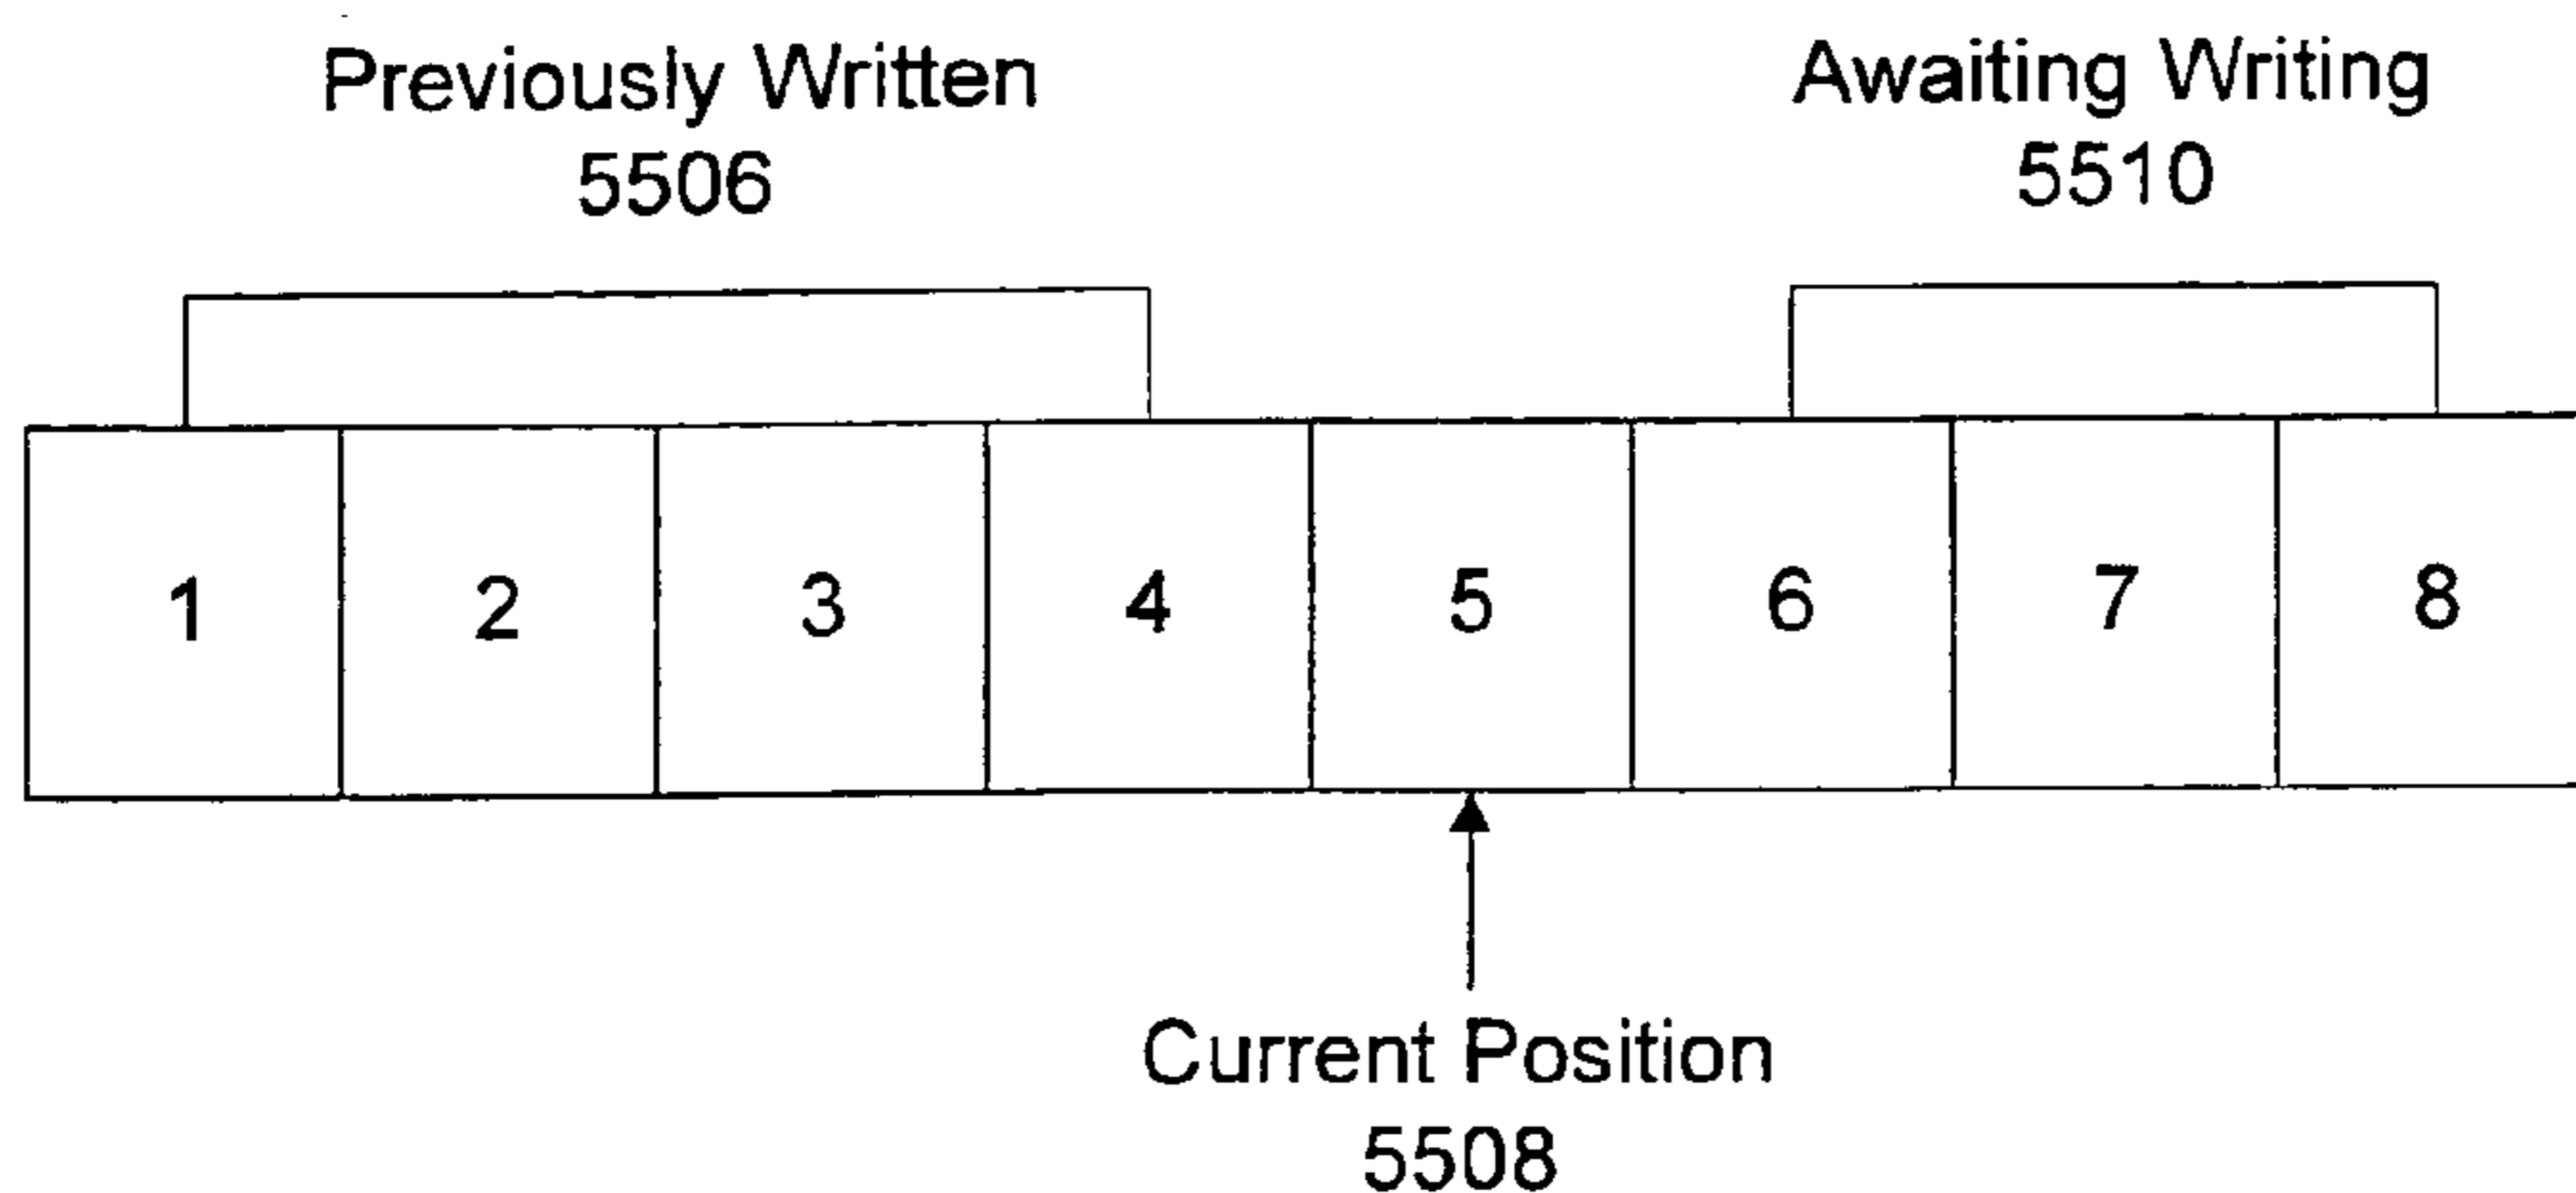 Previously Written
5506
Awaiting Writing
5510
1 2 3 4 5 6 7 8
Current Position
5508